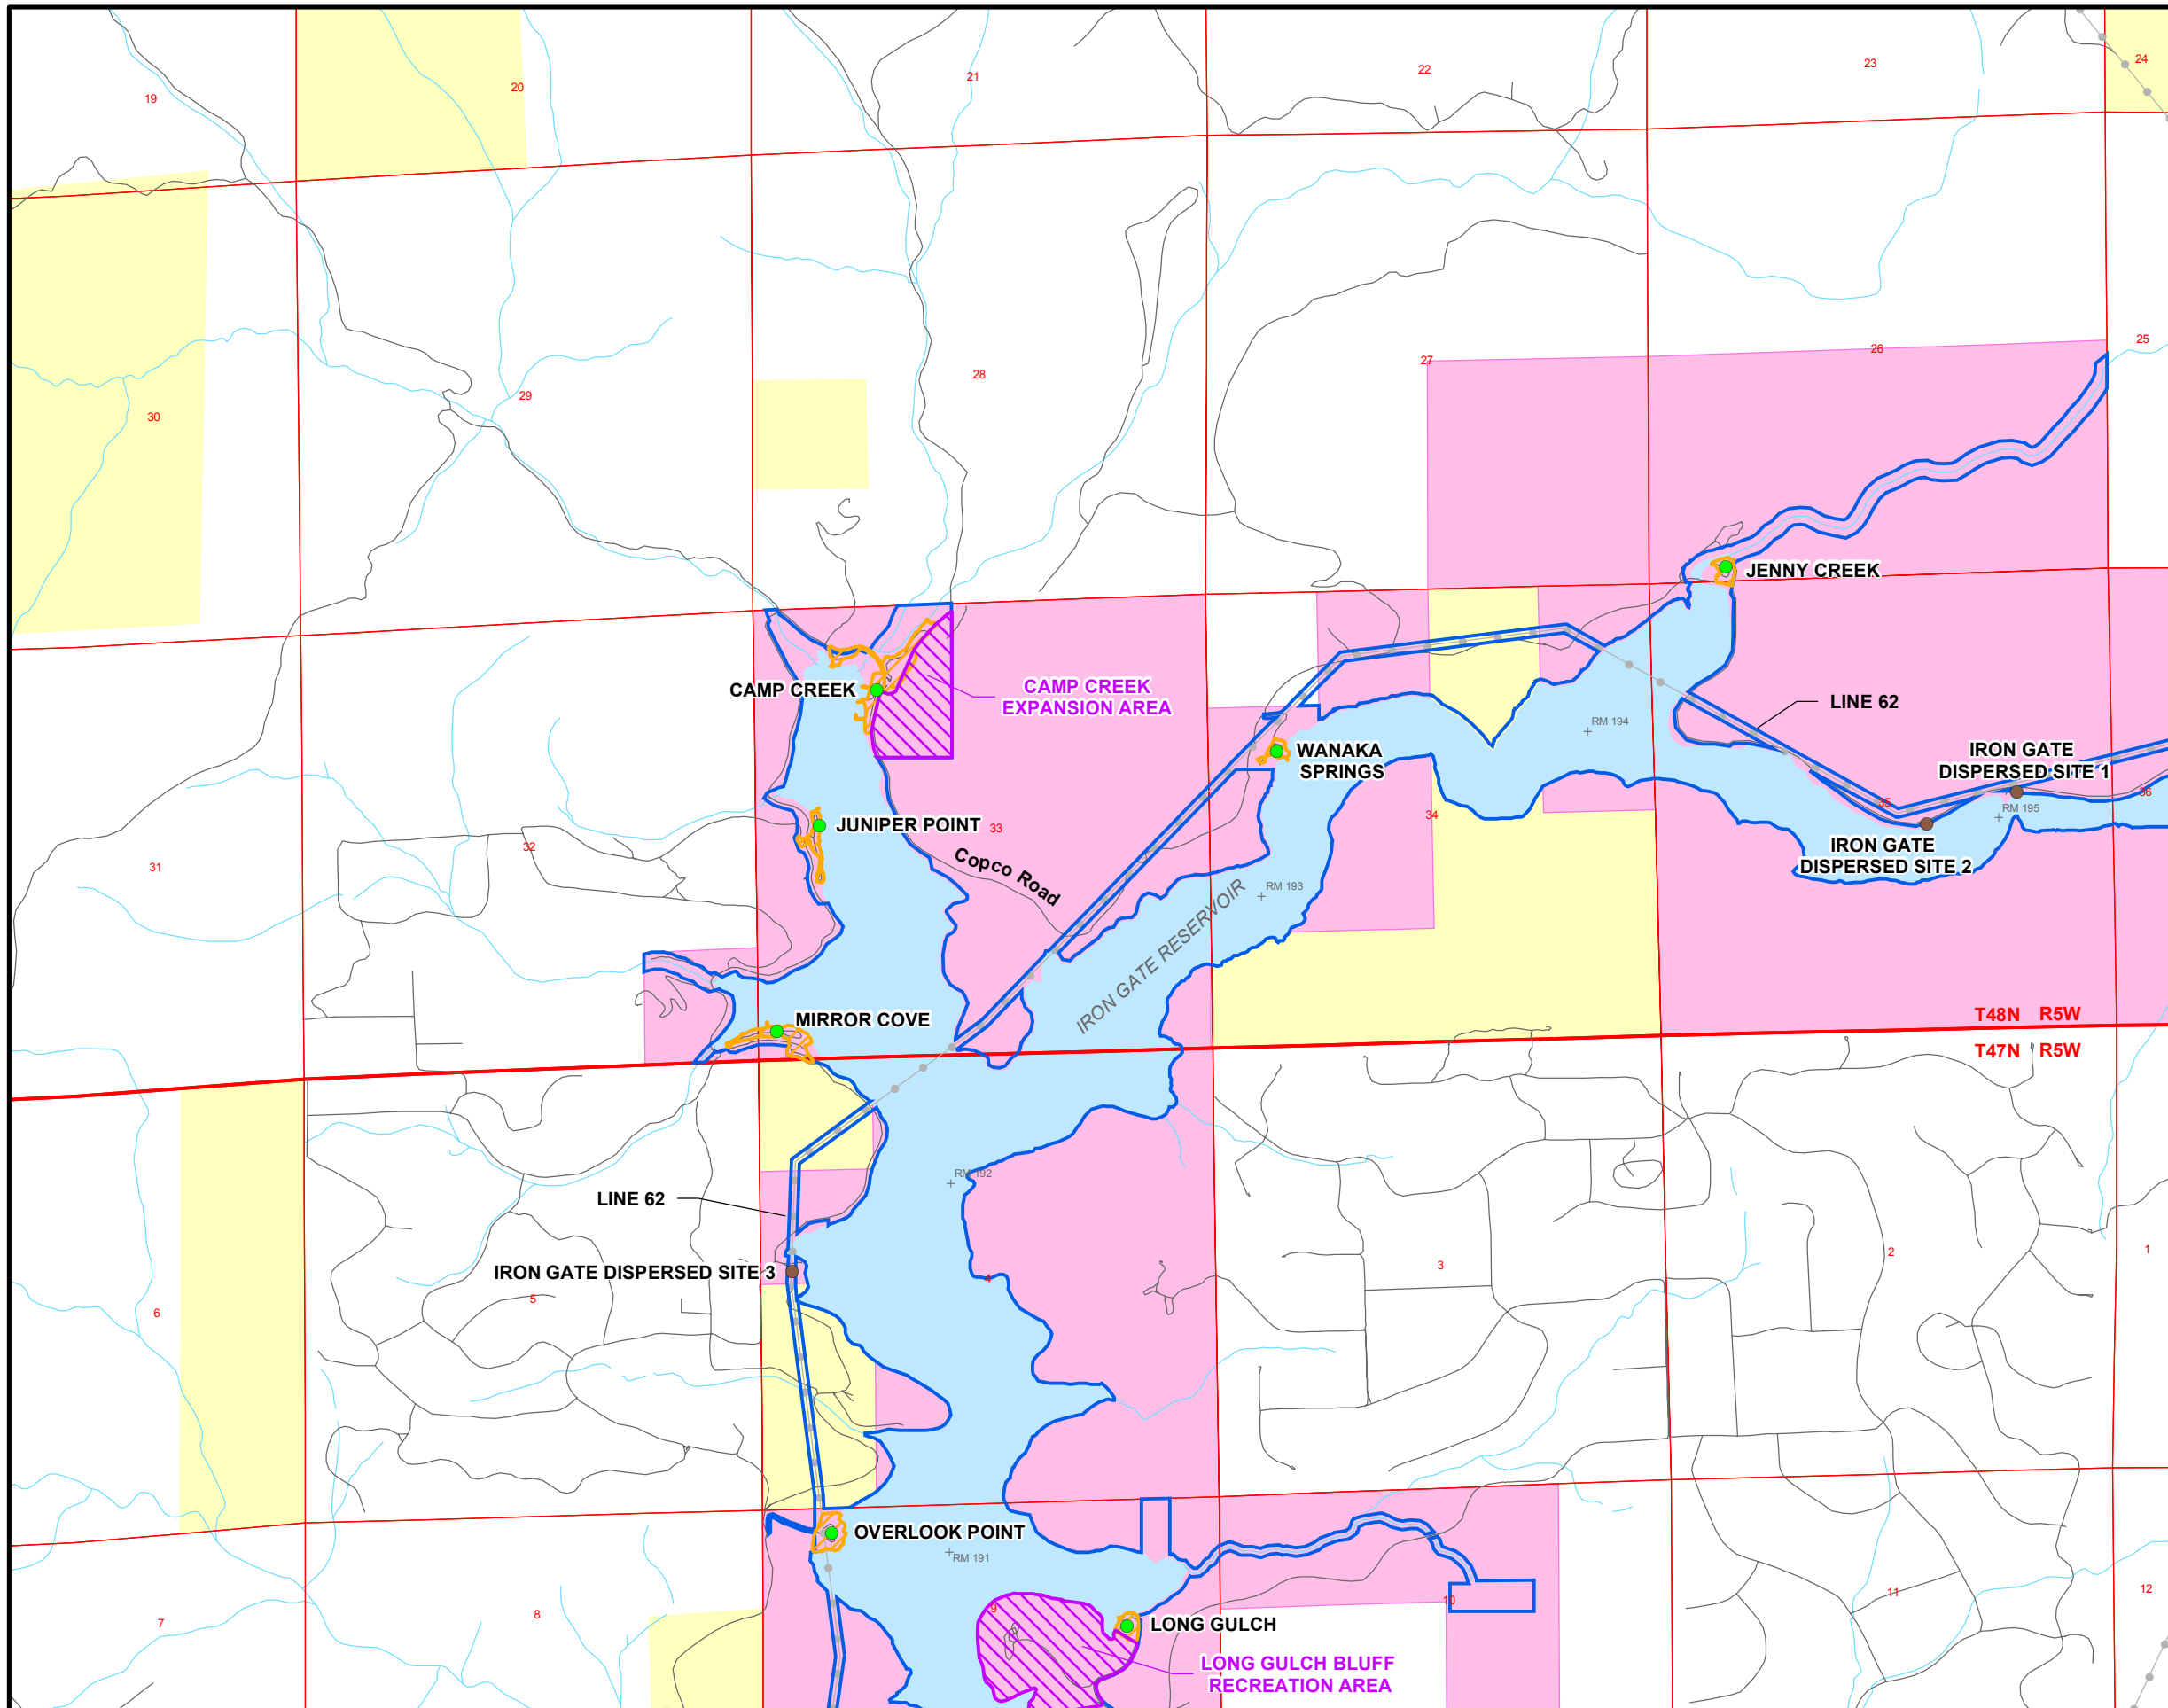 19
20
21
22
23
24
30
29
28
27
26
25
JENNY CREEK
CAMP CREEK
CAMP CREEK
EXPANSION AREA
LINE 62
RM 194
WANAKA
SPRINGS
IRON GATE
DISPERSED SITE 1
36
35
RM 195
JUNIPER POINT
33
34
32
31
Copco Road
IRON GATE
DISPERSED SITE 2
RM 193
IRON GATE RESERVOIR
MIRROR COVE
T48N R5W
T47N R5W
RM 192
LINE 62
IRON GATE DISPERSED SITE 3
6
5
4
3
2
1
OVERLOOK POINT
RM 191
7
8
9
10
11
12
LONG GULCH
LONG GULCH BLUFF
RECREATION AREA